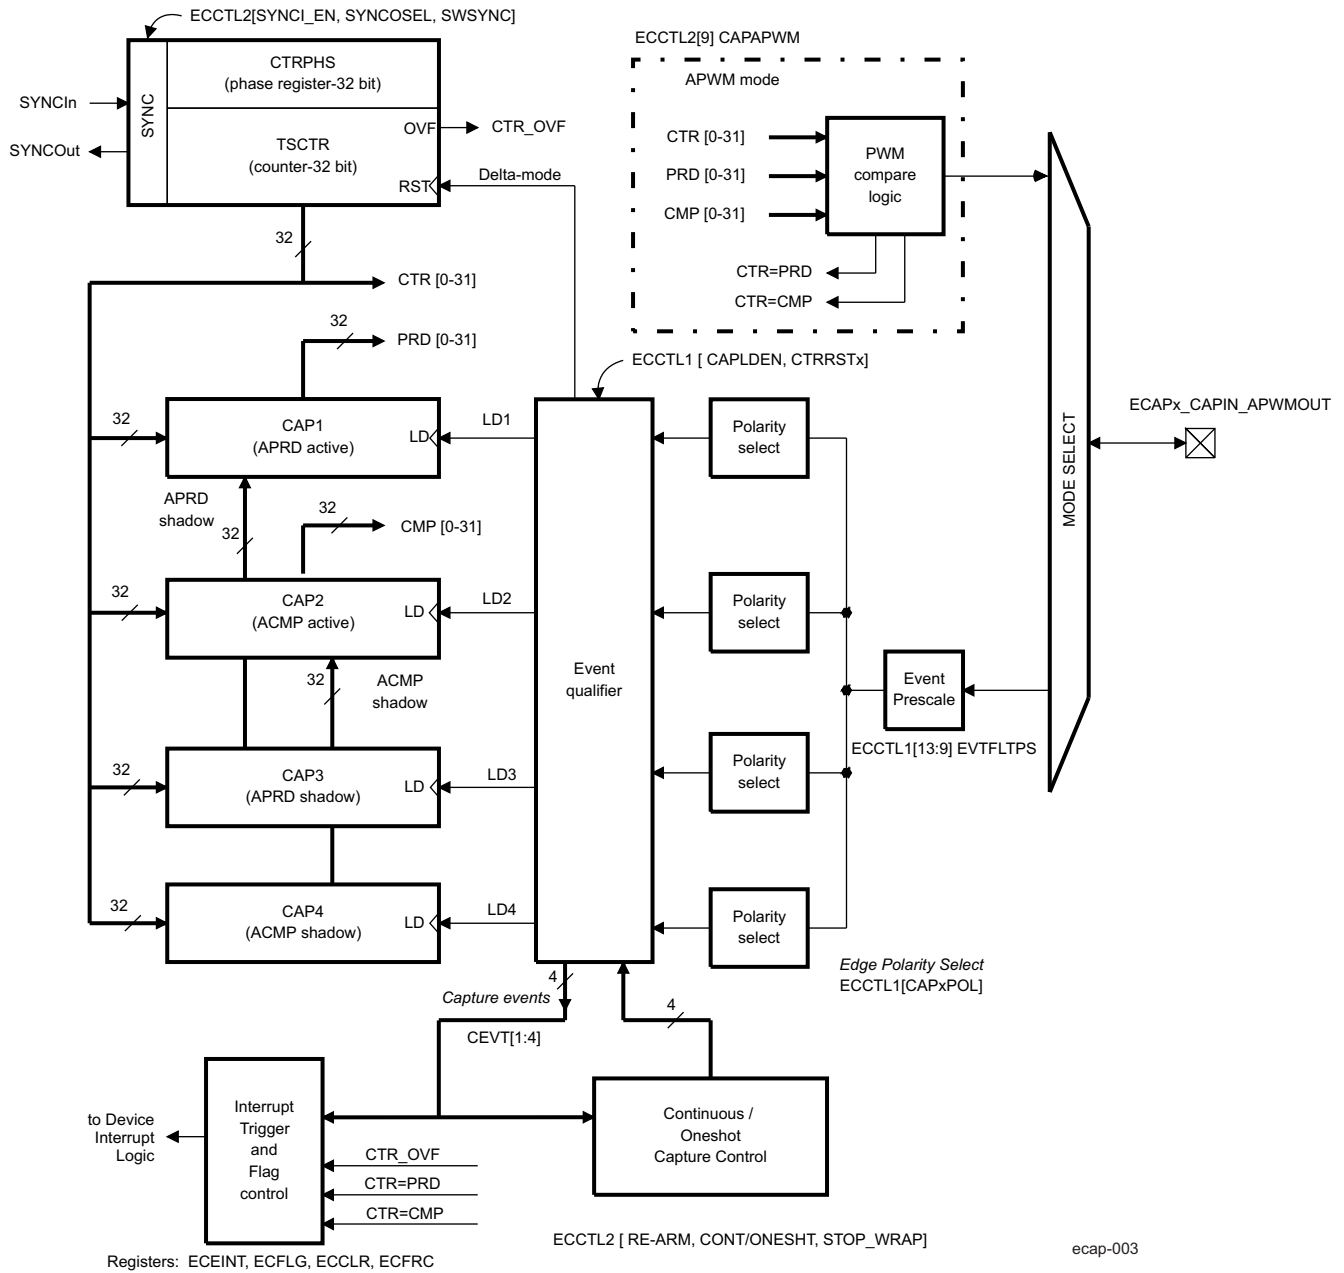 ECCTL2[SYNCI_EN, SYNCOSEL, SWSYNC]
CTRPHS
(phase register-32 bit)
SYNC
SYNCIn
SYNCOut
TSCTR
(counter-32 bit)
OVF
CTR_OVF
RST
Delta-mode
ECCTL2[9] CAPAPWM
APWM mode
CTR [0-31]
PRD [0-31]
CMP [0-31]
PWM
compare
logic
CTR=PRD
CTR=CMP
32
CTR [0-31]
32
PRD [0-31]
ECCTL1 [ CAPLDEN, CTRRSTx]
32
CAP1
(APRD active)
LD
LD1
Polarity
select
ECAPx_CAPIN_APWMOUT
MODE SELECT
APRD
shadow
32
32
CMP [0-31]
32
CAP2
(ACMP active)
LD
LD2
Polarity
select
Event
qualifier
32
ACMP
shadow
Event
Prescale
ECCTL1[13:9] EVTFLTPS
32
CAP3
(APRD shadow)
LD
LD3
Polarity
select
32
CAP4
(ACMP shadow)
LD
LD4
Polarity
select
Edge Polarity Select
ECCTL1[CAPxPOL]
4
Capture events
CEVT[1:4]
4
to Device
Interrupt
Logic
Interrupt
Trigger
and
Flag
control
CTR_OVF
CTR=PRD
CTR=CMP
Continuous /
Oneshot
Capture Control
ECCTL2 [ RE-ARM, CONT/ONESHT, STOP_WRAP]
Registers: ECEINT, ECFLG, ECCLR, ECFRC
ecap-003